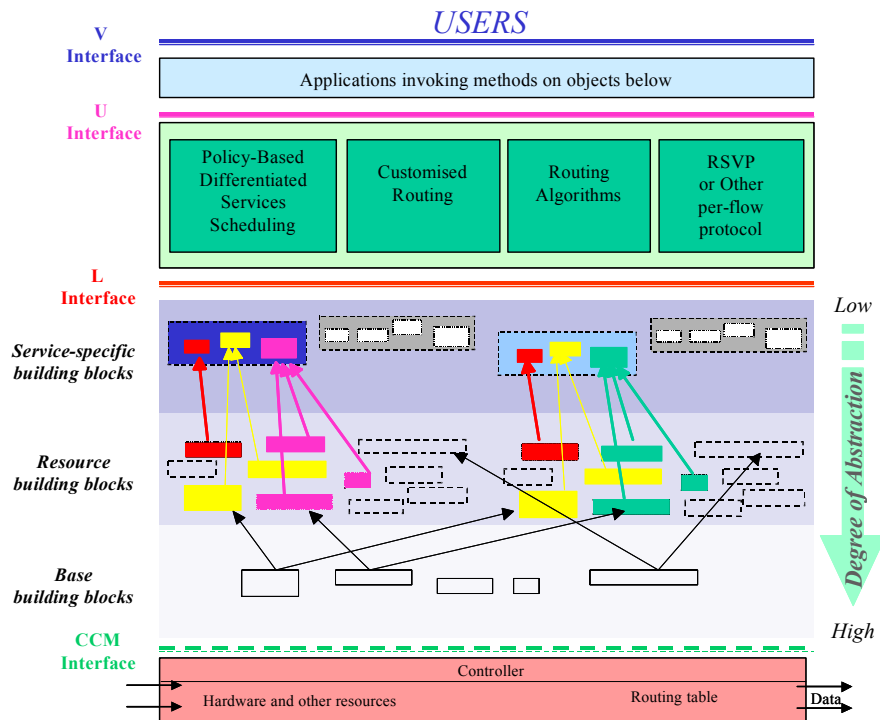 USERS
V
Interface
Applications invoking methods on objects below
U
Interface
Policy-Based
Differentiated
Services
Scheduling
Customised
Routing
Routing
Algorithms
RSVP
or Other
per-flow
protocol
L
Interface
Low
Service-specific
building blocks
Resource
building blocks
Degree of Abstraction
Base
building blocks
High
CCM
Interface
Controller
Hardware and other resources
Routing table
Data